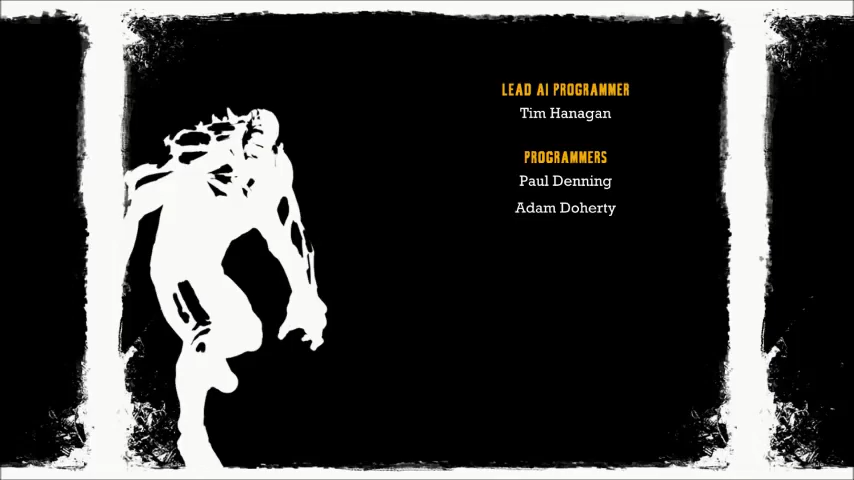 LEAD AI PROGRAMMER
Tim Hanagan
PROGRAMMERS
Paul Denning
Adam Doherty